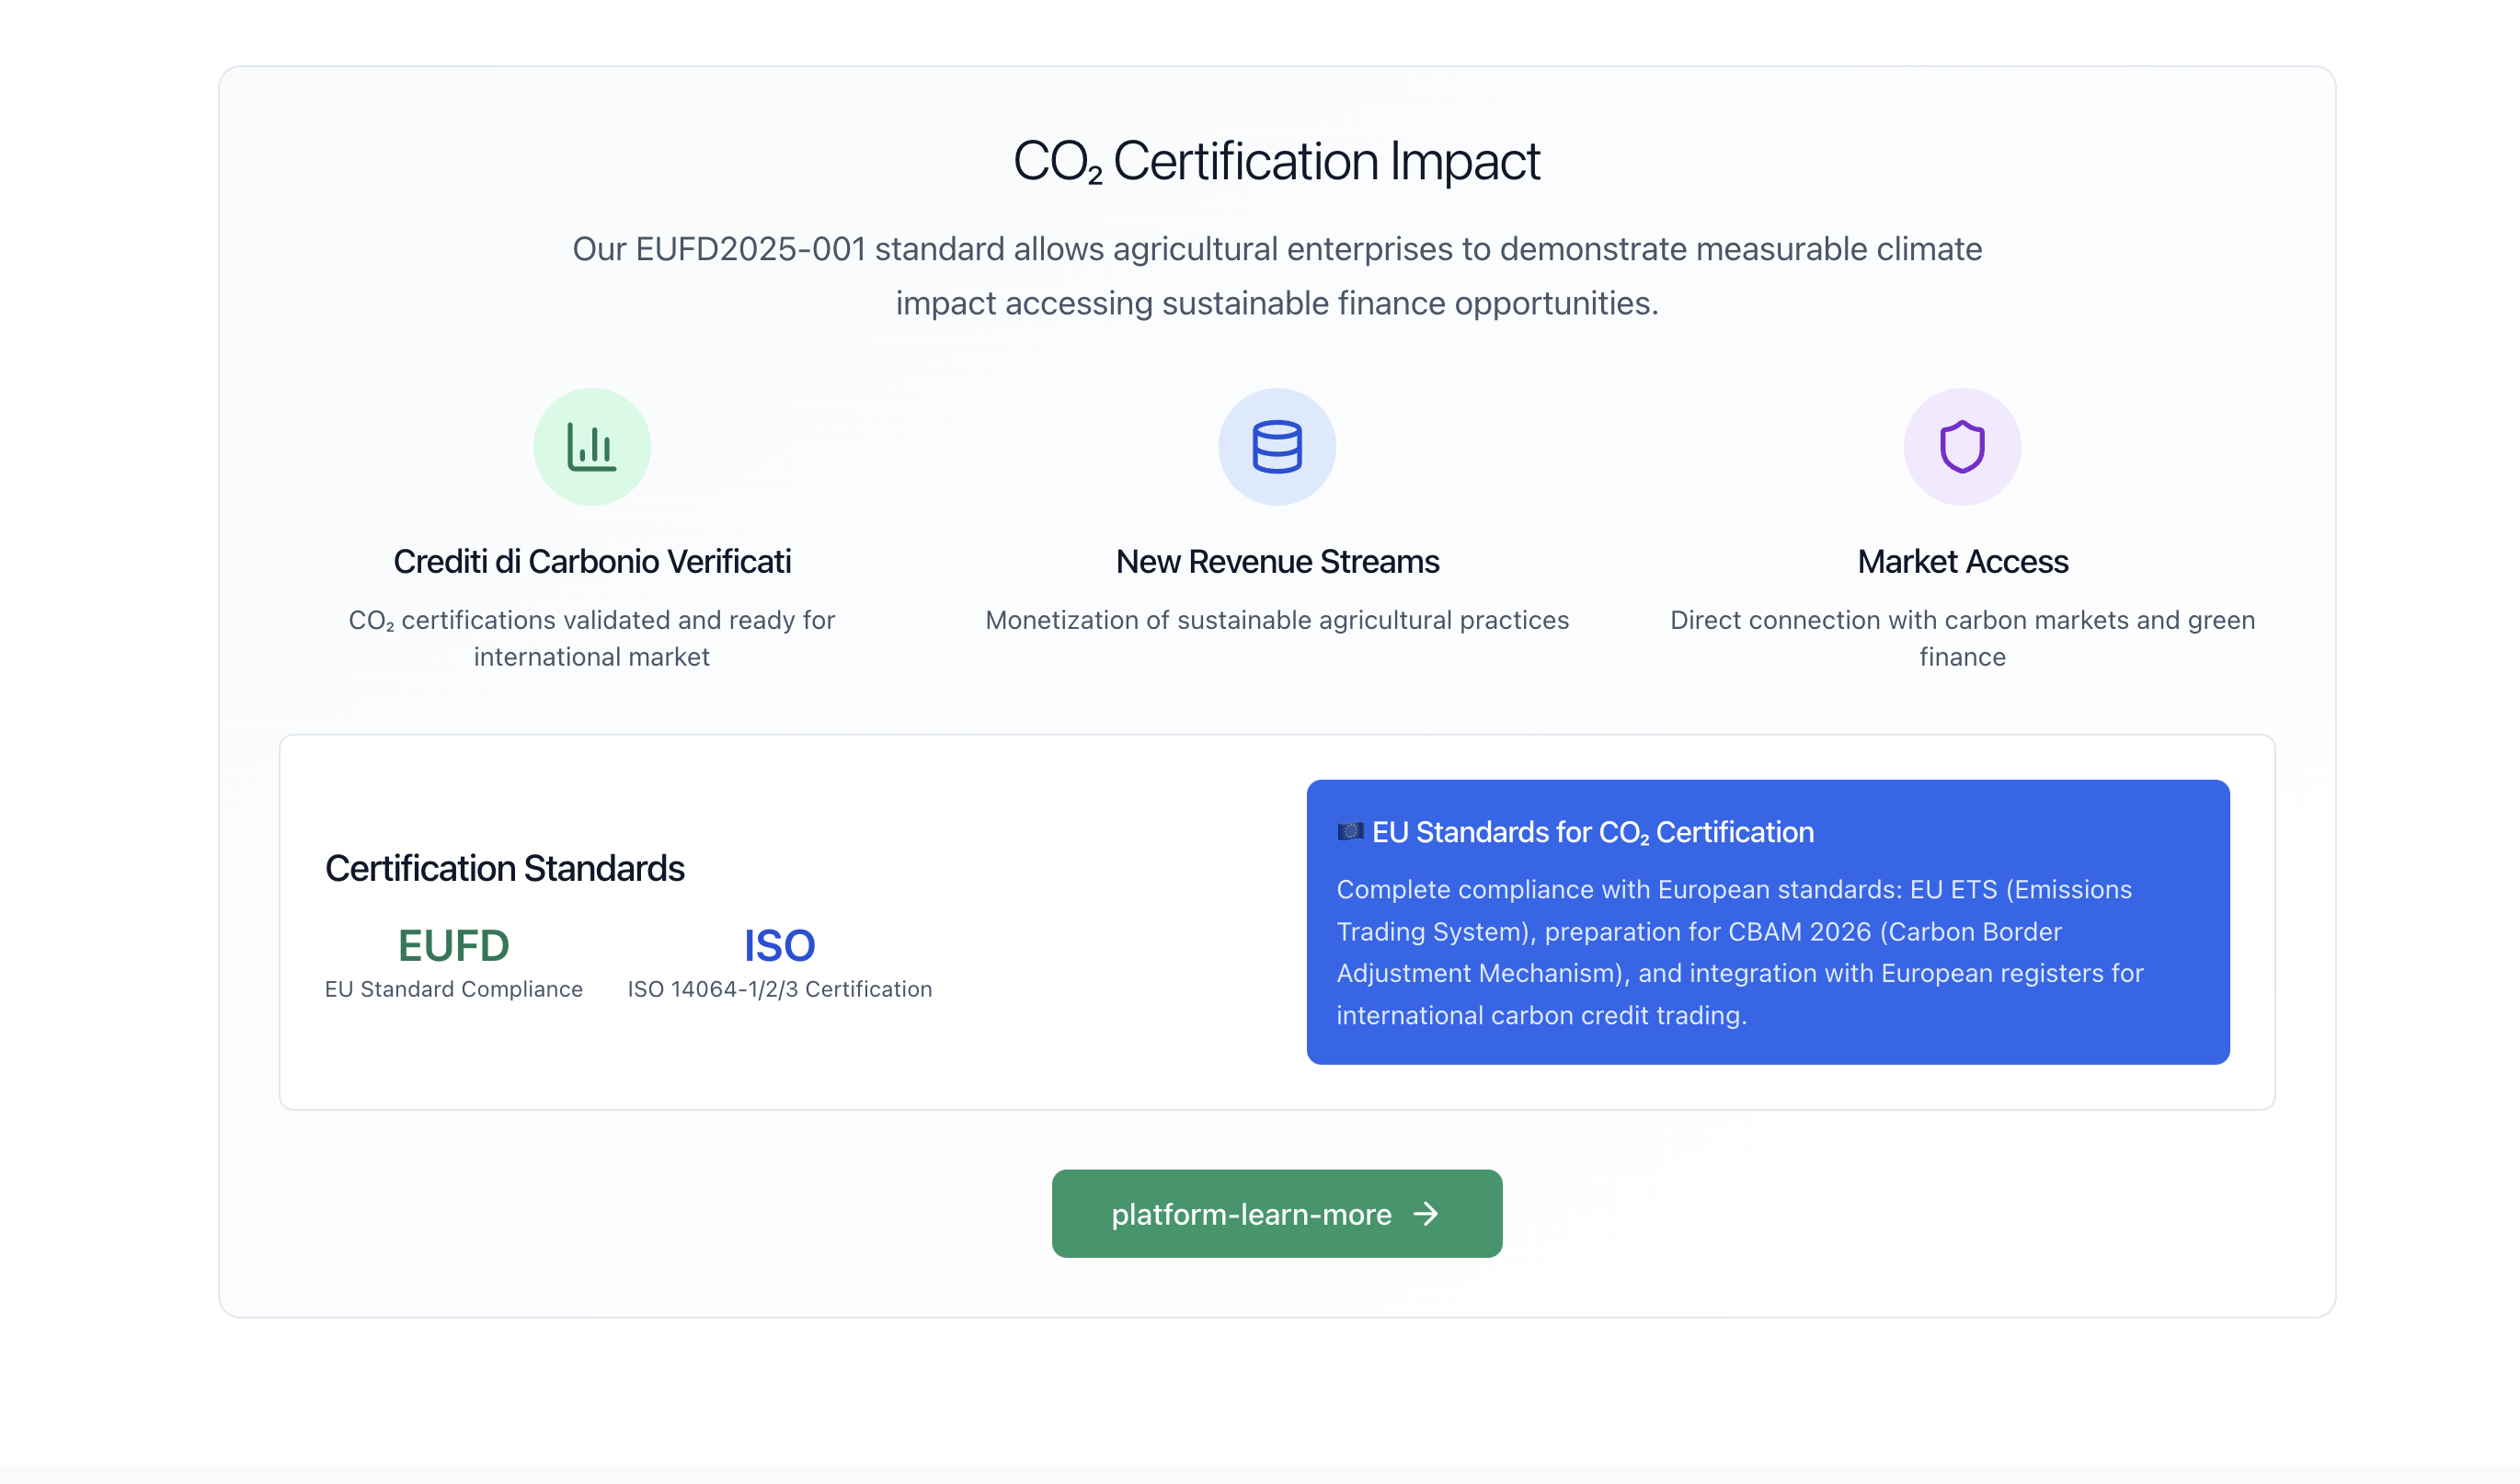 CO₂ Certification Impact
Our EUFD2025-001 standard allows agricultural enterprises to demonstrate measurable climate
impact accessing sustainable finance opportunities.
Crediti di Carbonio Verificati
CO₂ certifications validated and ready for
international market
New Revenue Streams
Monetization of sustainable agricultural practices
Market Access
Direct connection with carbon markets and green
finance
Certification Standards
EUFD
EU Standard Compliance
ISO
ISO 14064-1/2/3 Certification
🇪🇺 EU Standards for CO₂ Certification
Complete compliance with European standards: EU ETS (Emissions
Trading System), preparation for CBAM 2026 (Carbon Border
Adjustment Mechanism), and integration with European registers for
international carbon credit trading.
platform-learn-more →